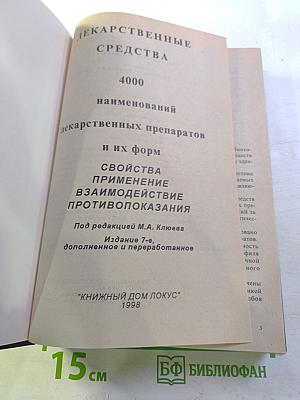 ЛЕКАРСТВЕННЫЕ
СРЕДСТВА
4000
наименований
лекарственных препаратов
и их форм
СВОЙСТВА
ПРИМЕНЕНИЕ
ВЗАИМОДЕЙСТВИЕ
ПРОТИВОПОКАЗАНИЯ
Под редакцией М.А. Клюева
Издание 7-е,
дополненное и переработанное
"КНИЖНЫЙ ДОМ ЛОКУС"
1998
3
15 см
БФ БИБЛИОФАН